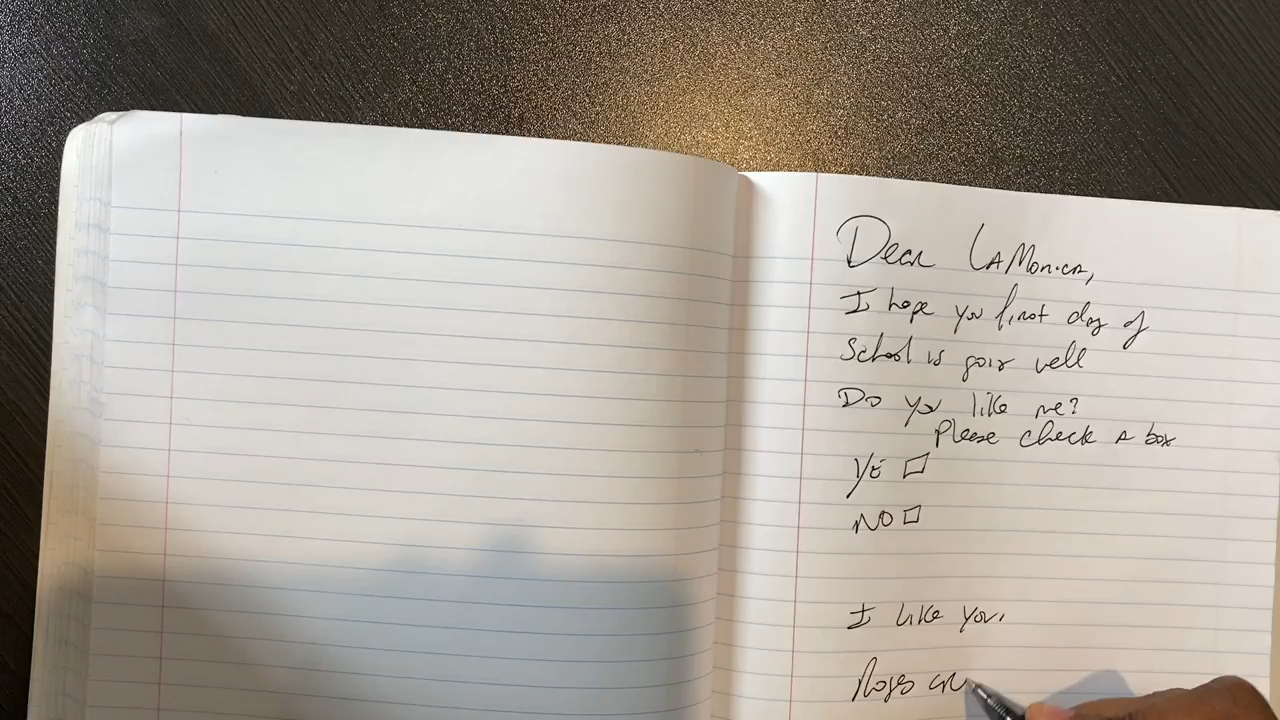 Dear LaMonica,
I hope you first day of
School is goin well
Do you like me?
Please check A box
YES □
NO □
I like you.
Roses are